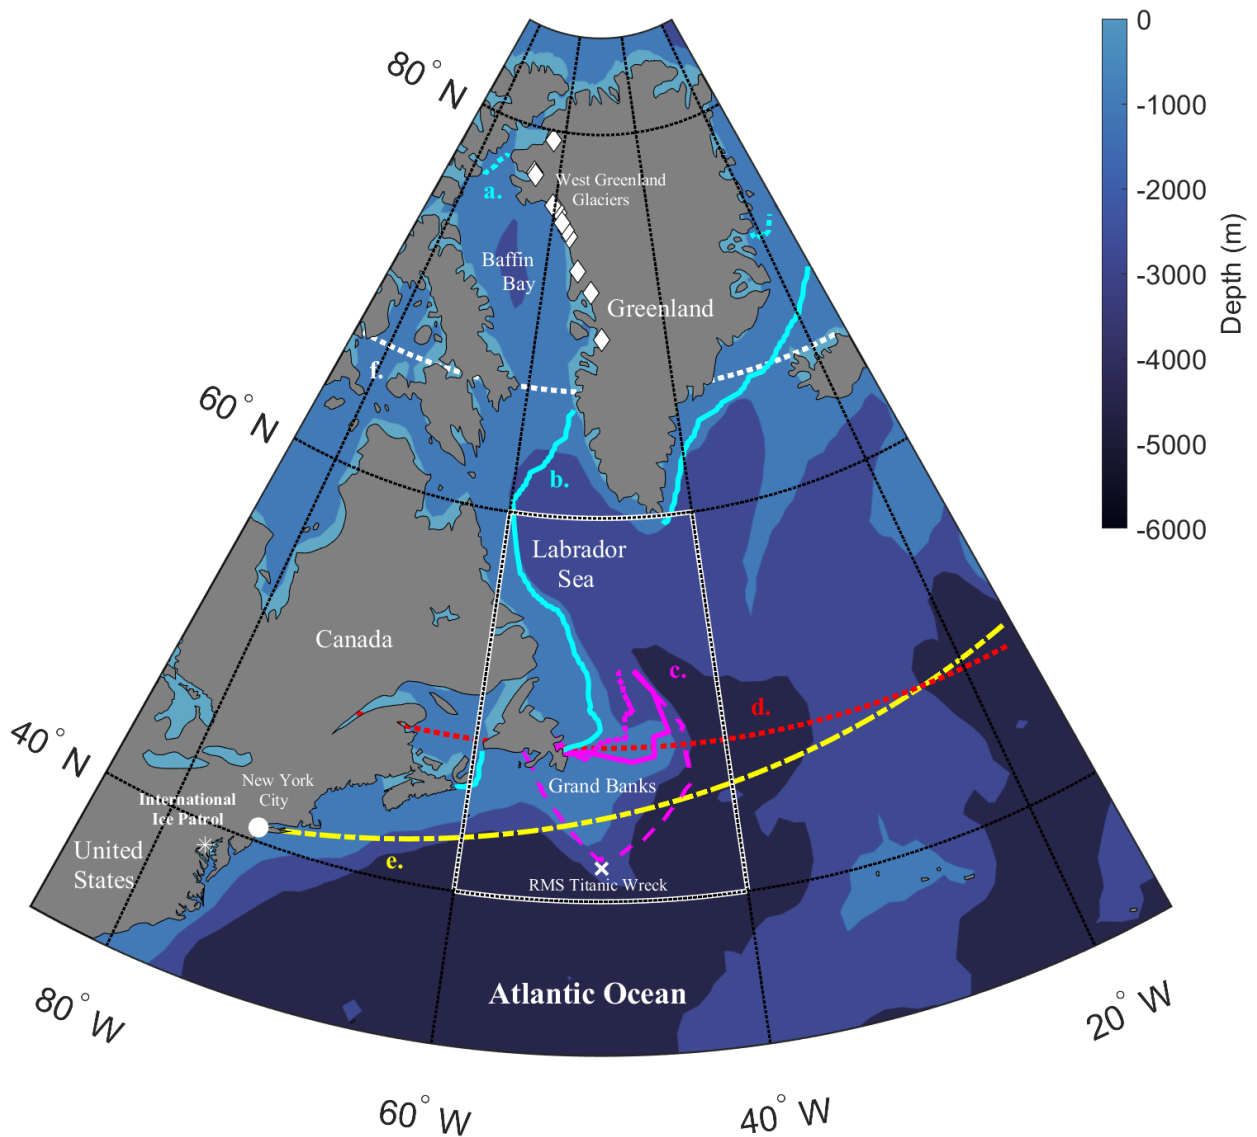 80° N
0
-1000
-2000
-3000
-4000
-5000
-6000
Depth (m)
a.
West Greenland
Glaciers
Baffin
Bay
Greenland
f.
60° N
b.
Labrador
Sea
Canada
c.
d.
40° N
New York
City
Grand Banks
International
Ice Patrol
United
States
e.
RMS Titanic Wreck
Atlantic Ocean
80° W
60° W
40° W
20° W